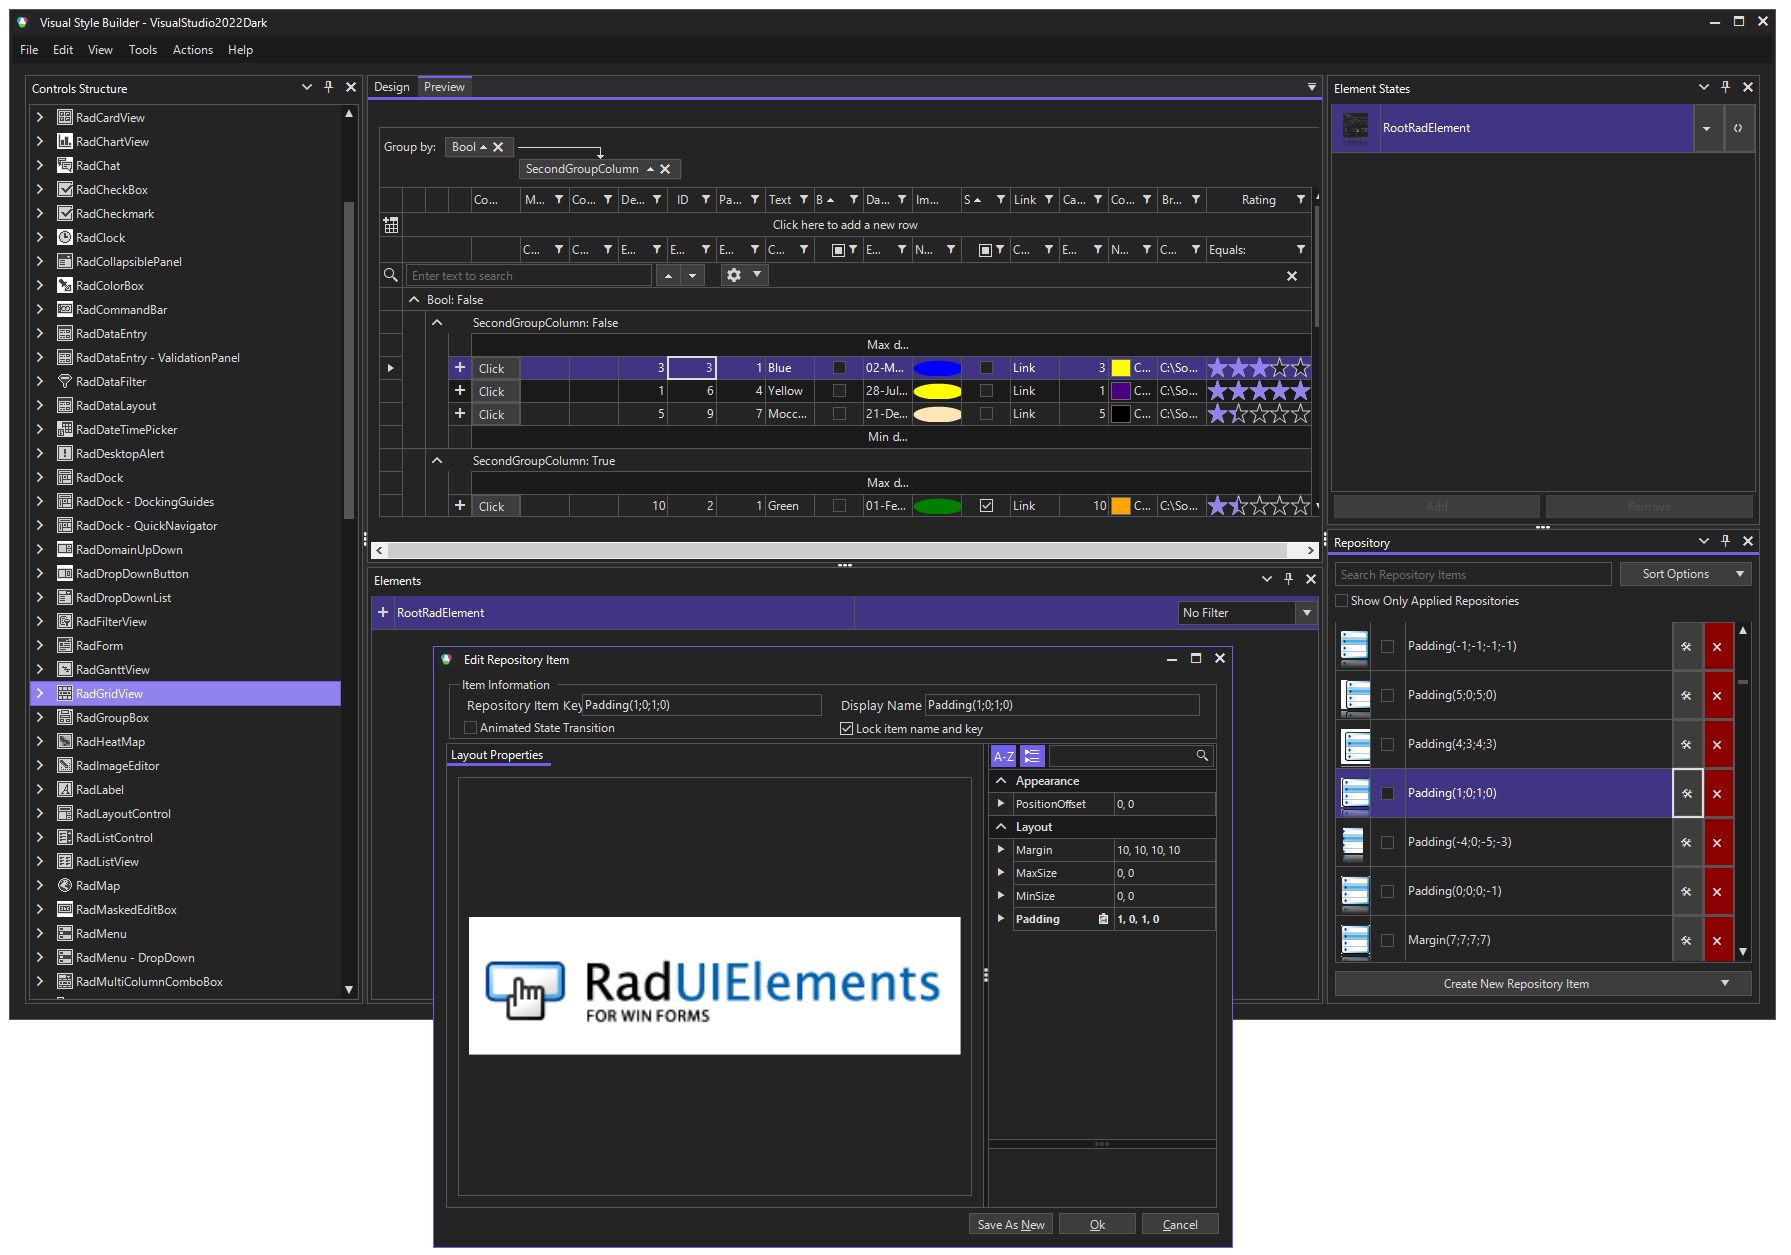 Visual Style Builder - VisualStudio2022Dark
File Edit View Tools Actions Help
Controls Structure
RadCardView
RadChartView
RadChat
RadCheckBox
RadCheckmark
RadClock
RadCollapsiblePanel
RadColorBox
RadCommandBar
RadDataEntry
RadDataEntry - ValidationPanel
RadDataFilter
RadDataLayout
RadDateTimePicker
RadDesktopAlert
RadDock
RadDock - DockingGuides
RadDock - QuickNavigator
RadDomainUpDown
RadDropDownButton
RadDropDownList
RadFilterView
RadForm
RadGanttView
RadGridView
RadGroupBox
RadHeatMap
RadImageEditor
RadLabel
RadLayoutControl
RadListControl
RadListView
RadMap
RadMaskedEditBox
RadMenu
RadMenu - DropDown
RadMultiColumnComboBox
Design Preview
Group by: Bool
SecondGroupColumn
Co... M... Co... De... ID Pa... Text B Da... Im... S Link Ca... Co... Br... Rating
Click here to add a new row
C... C... E... E... E... C... E... N... C... E... N... C... Equals:
Enter text to search
Bool: False
SecondGroupColumn: False
Max d...
Click 3 3 1 Blue 02-M... Link 3 C... C:\So...
Click 1 6 4 Yellow 28-Jul... Link 1 C... C:\So...
Click 5 9 7 Mocc... 21-De... Link 5 C... C:\So...
Min d...
SecondGroupColumn: True
Max d...
Click 10 2 1 Green 01-Fe... Link 10 C... C:\So...
Elements
RootRadElement No Filter
Edit Repository Item
Item Information
Repository Item Key Padding(1;0;1;0) Display Name Padding(1;0;1;0)
Animated State Transition Lock item name and key
Layout Properties
RadUIElements
FOR WIN FORMS
A-Z
Appearance
PositionOffset 0, 0
Layout
Margin 10, 10, 10, 10
MaxSize 0, 0
MinSize 0, 0
Padding 1, 0, 1, 0
Save As New Ok Cancel
Element States
RootRadElement
Add Remove
Repository
Search Repository Items Sort Options
Show Only Applied Repositories
Padding(-1;-1;-1;-1)
Padding(5;0;5;0)
Padding(4;3;4;3)
Padding(1;0;1;0)
Padding(-4;0;-5;-3)
Padding(0;0;0;-1)
Margin(7;7;7;7)
Create New Repository Item